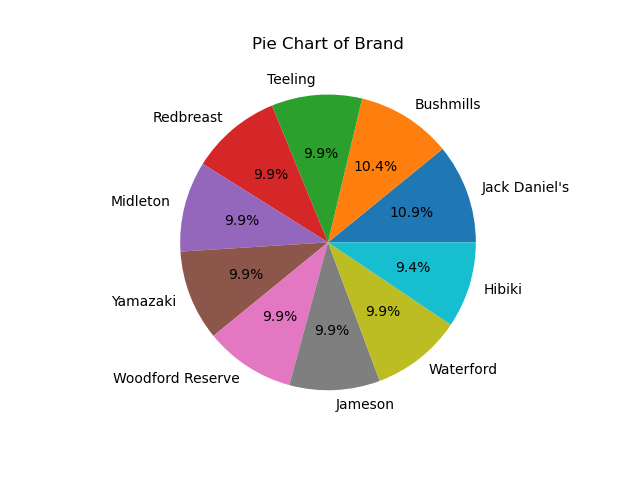 Pie Chart of Brand
Teeling
Bushmills
Redbreast
9.9%
10.4%
9.9%
Jack Daniel's
Midleton
10.9%
9.9%
9.9%
9.4%
Hibiki
Yamazaki
9.9%
9.9%
9.9%
Waterford
Woodford Reserve
Jameson